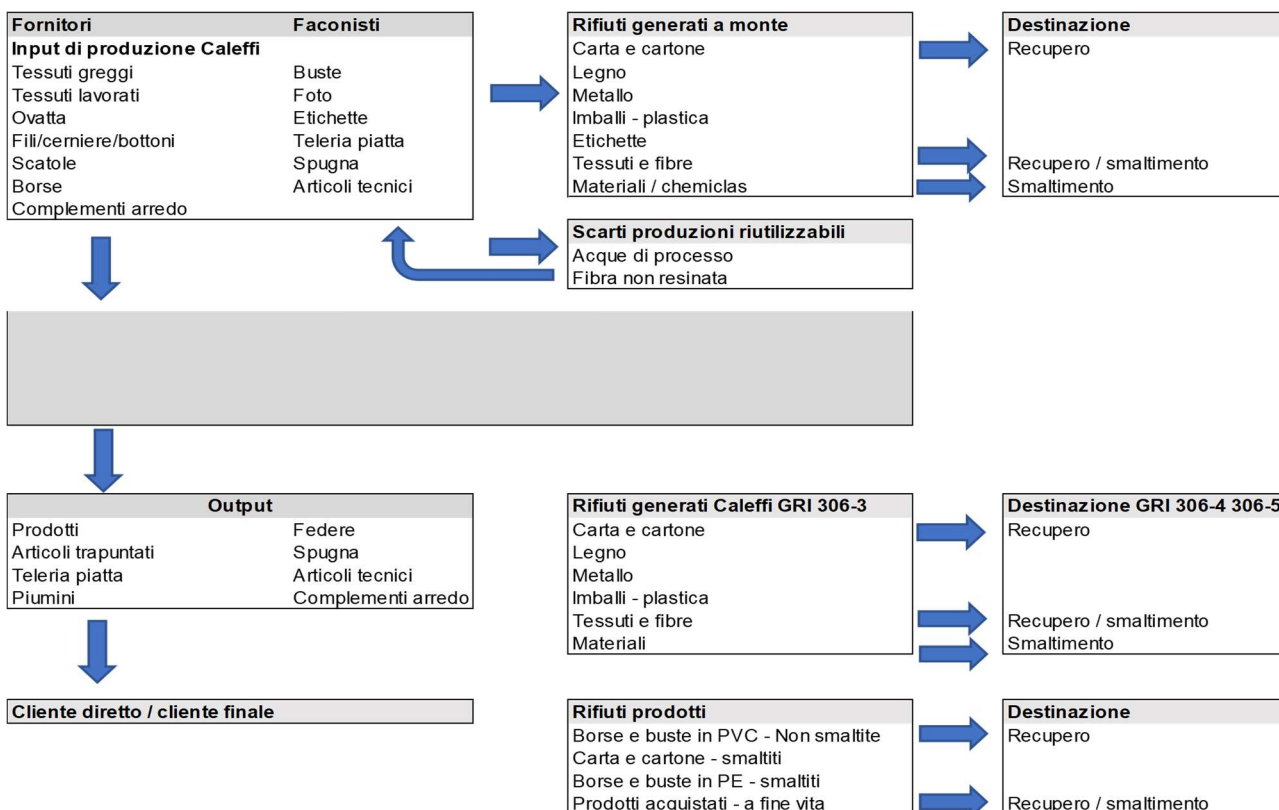 Fornitori Faconisti
Input di produzione Caleffi
Tessuti greggi Buste
Tessuti lavorati Foto
Ovatta Etichette
Fili/cerniere/bottoni Teleria piatta
Scatole Spugna
Borse Articoli tecnici
Complementi arredo
Rifiuti generati a monte
Carta e cartone
Legno
Metallo
Imballi - plastica
Etichette
Tessuti e fibre
Materiali / chemiclas
Destinazione
Recupero
Recupero / smaltimento
Smaltimento
Scarti produzioni riutilizzabili
Acque di processo
Fibra non resinata
Output
Prodotti Federe
Articoli trapuntati Spugna
Teleria piatta Articoli tecnici
Piumini Complementi arredo
Rifiuti generati Caleffi GRI 306-3
Carta e cartone
Legno
Metallo
Imballi - plastica
Tessuti e fibre
Materiali
Destinazione GRI 306-4 306-5
Recupero
Recupero / smaltimento
Smaltimento
Cliente diretto / cliente finale
Rifiuti prodotti
Borse e buste in PVC - Non smaltite
Carta e cartone - smaltiti
Borse e buste in PE - smaltiti
Prodotti acquistati - a fine vita
Destinazione
Recupero
Recupero / smaltimento